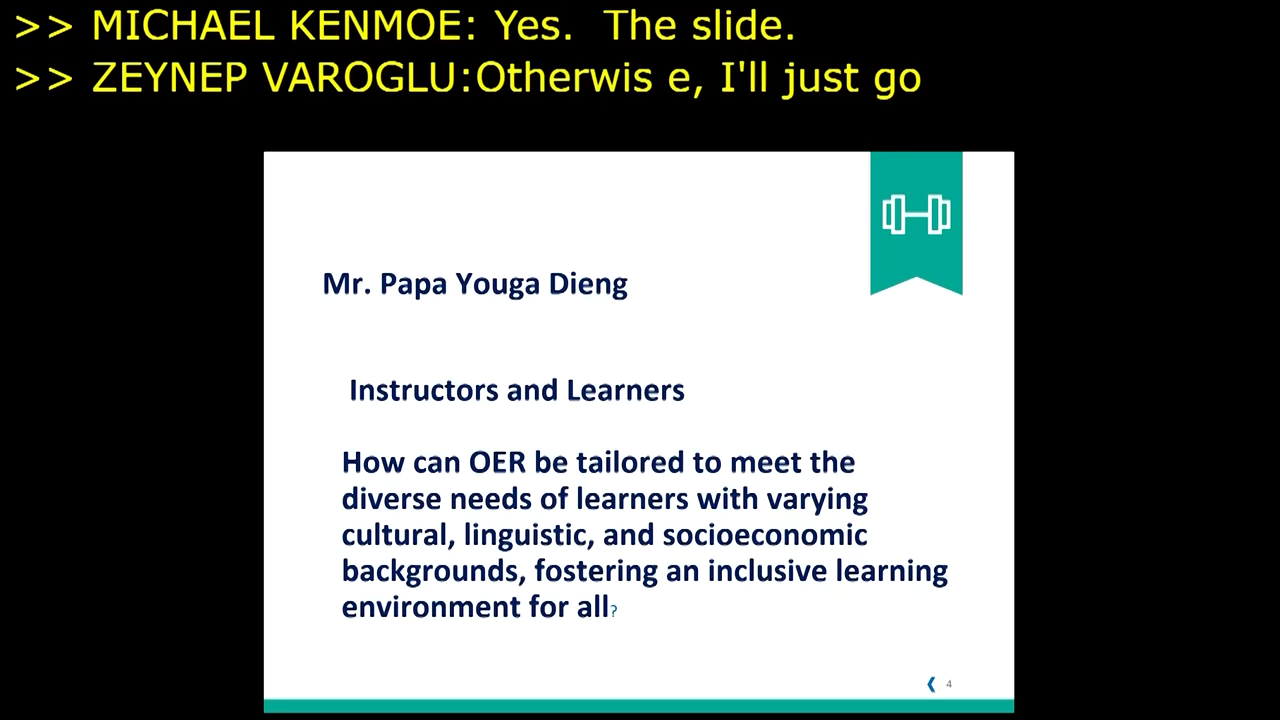 >> MICHAEL KENMOE: Yes.  The slide.
>> ZEYNEP VAROGLU:Otherwis e, I'll just go
Mr. Papa Youga Dieng
Instructors and Learners
How can OER be tailored to meet the
diverse needs of learners with varying
cultural, linguistic, and socioeconomic
backgrounds, fostering an inclusive learning
environment for all?
4